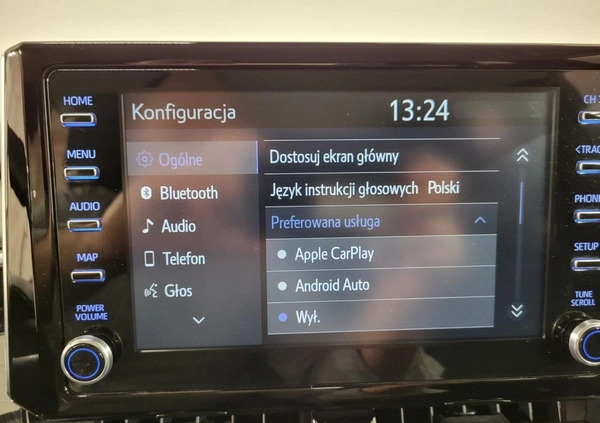 HOME
MENU
AUDIO
MAP
POWER
VOLUME
Konfiguracja
13:24
Ogólne
Bluetooth
Audio
Telefon
Głos
Dostosuj ekran główny
Język instrukcji głosowych Polski
Preferowana usługa
Apple CarPlay
Android Auto
Wył.
CH
<TRAC
PHONE
SETUP
TUNE
SCROLL